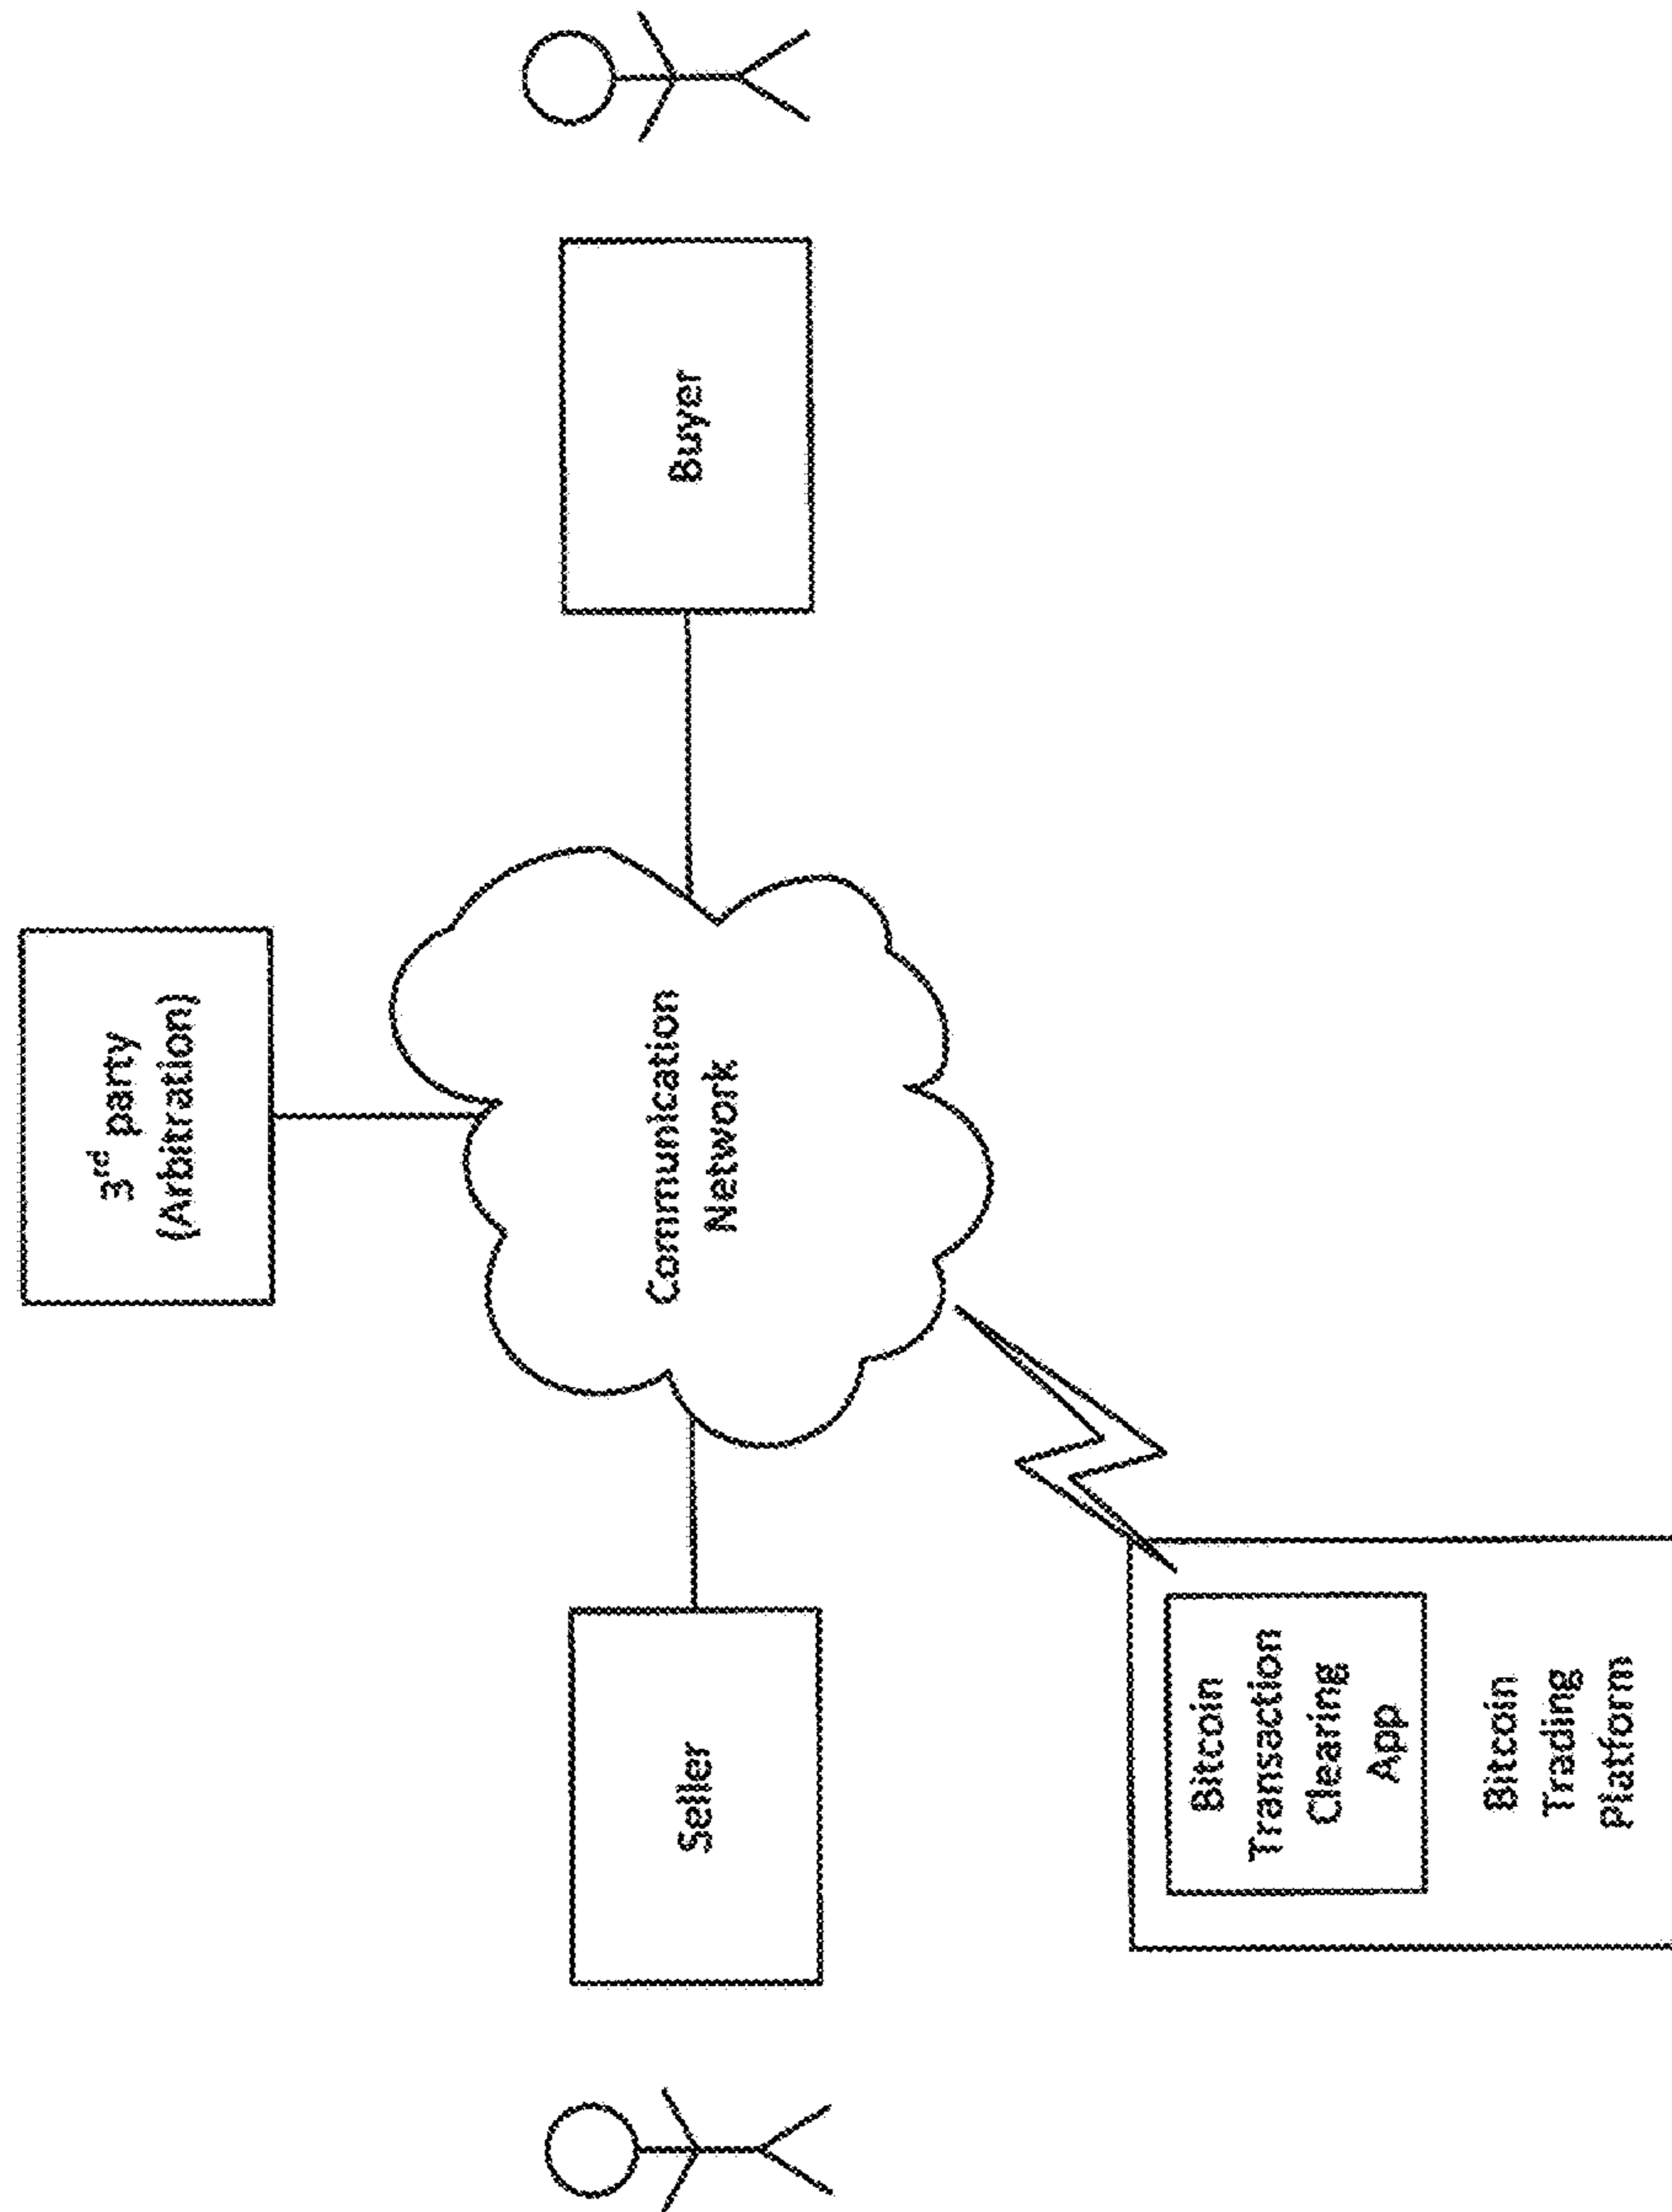 3rd party
(Arbitration)
Seller
Communication
Network
Buyer
Bitcoin
Transaction
Clearing
App
Bitcoin
Trading
Platform